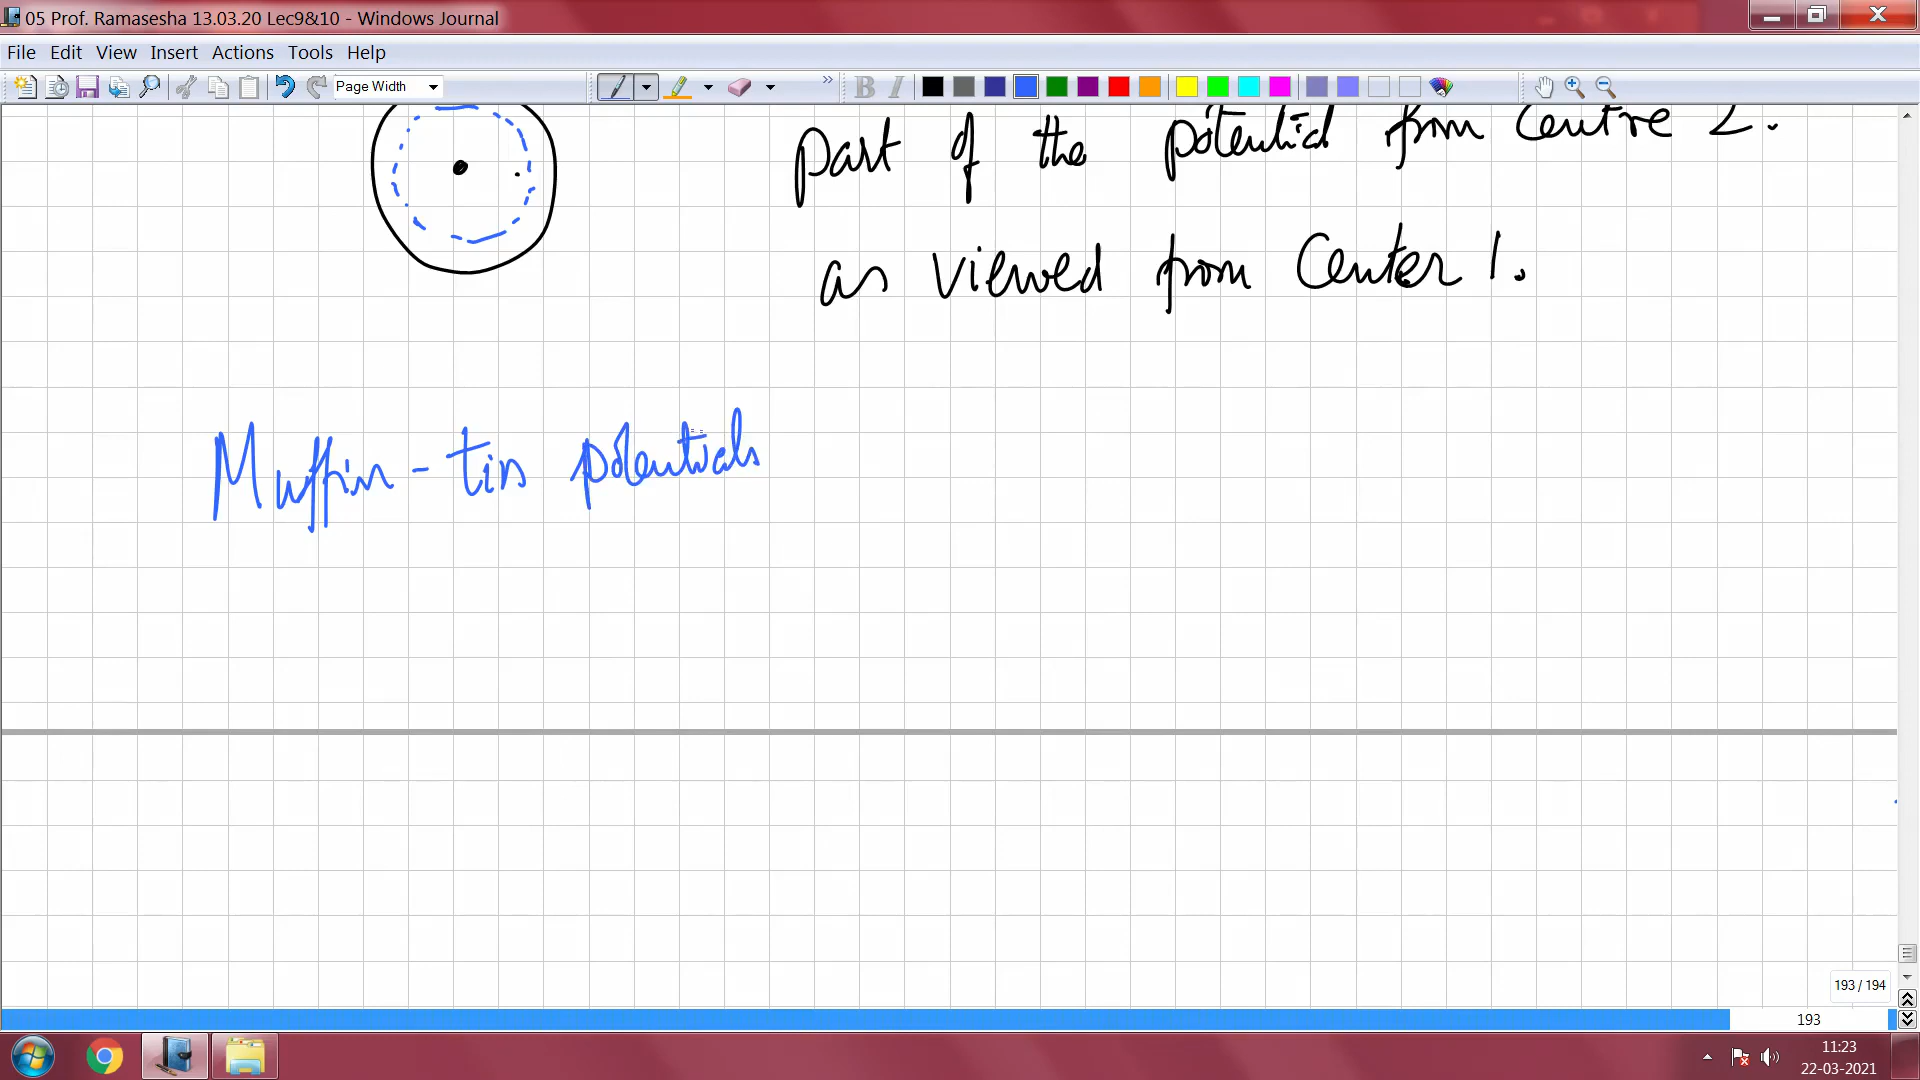 05 Prof. Ramasesha 13.03.20 Lec9&10 - Windows Journal
File Edit View Insert Actions Tools Help
Page Width
B I
part of the potential from Centre 2.
as viewed from Center 1.
Muffin-tin potentials
193 / 194
193
11:23
22-03-2021